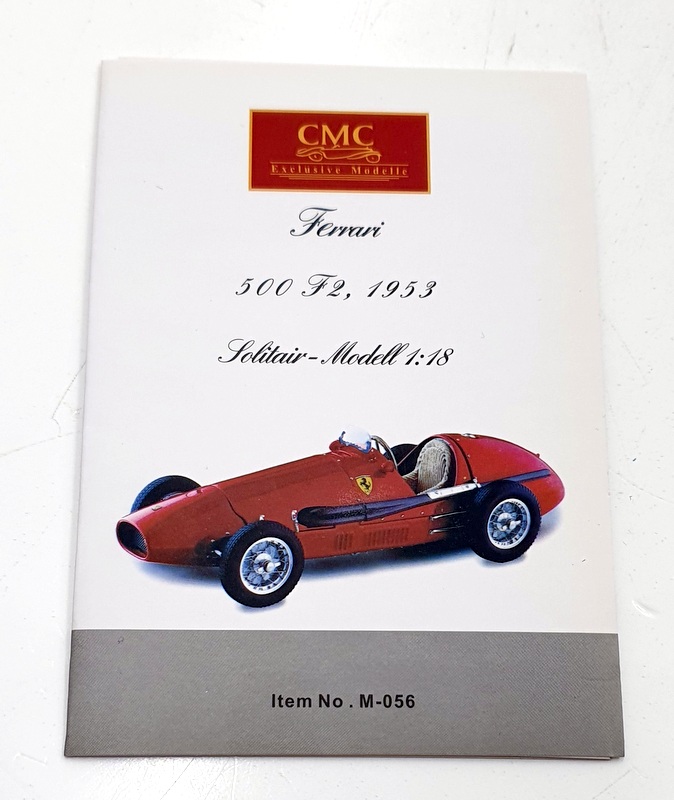 CMC
Exclusive Modelle
Ferrari
500 F2, 1953
Solitair-Modell 1:18
Item No . M-056